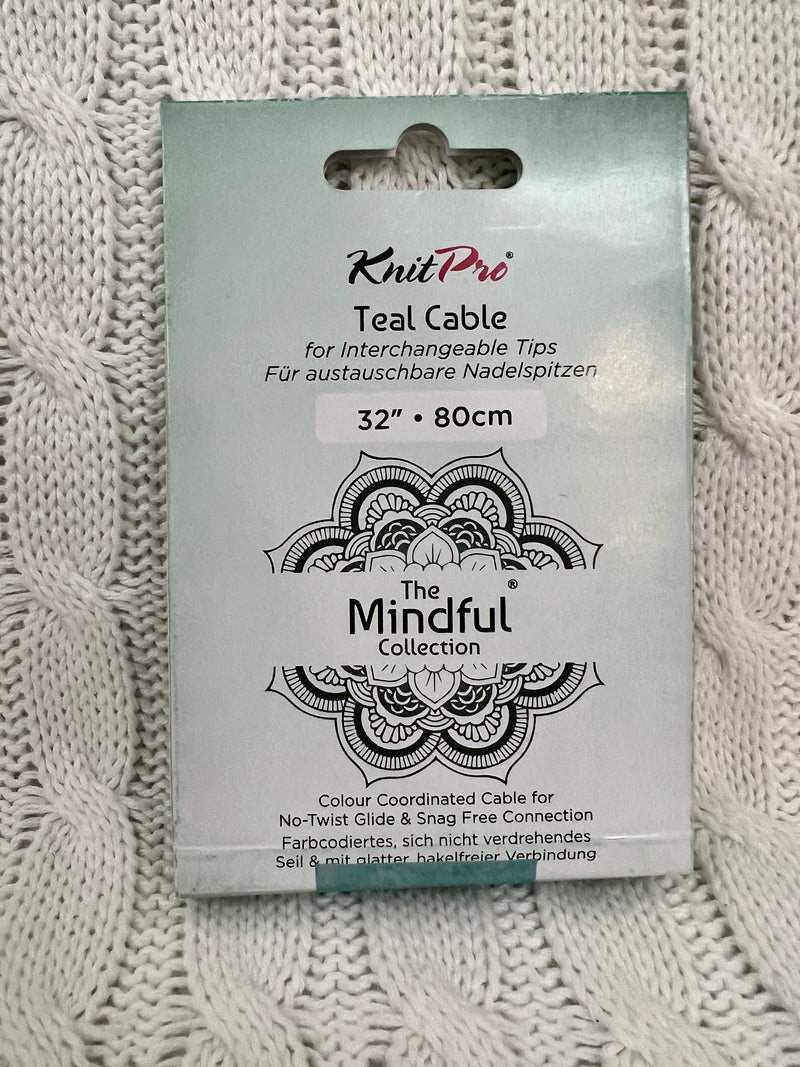 KnitPro®
Teal Cable
for Interchangeable Tips
Für austauschbare Nadelspitzen
32" • 80cm
The
Mindful®
Collection
Colour Coordinated Cable for
No-Twist Glide & Snag Free Connection
Farbcodiertes, sich nicht verdrehendes
Seil & mit glatter hakelfreier Verbindung